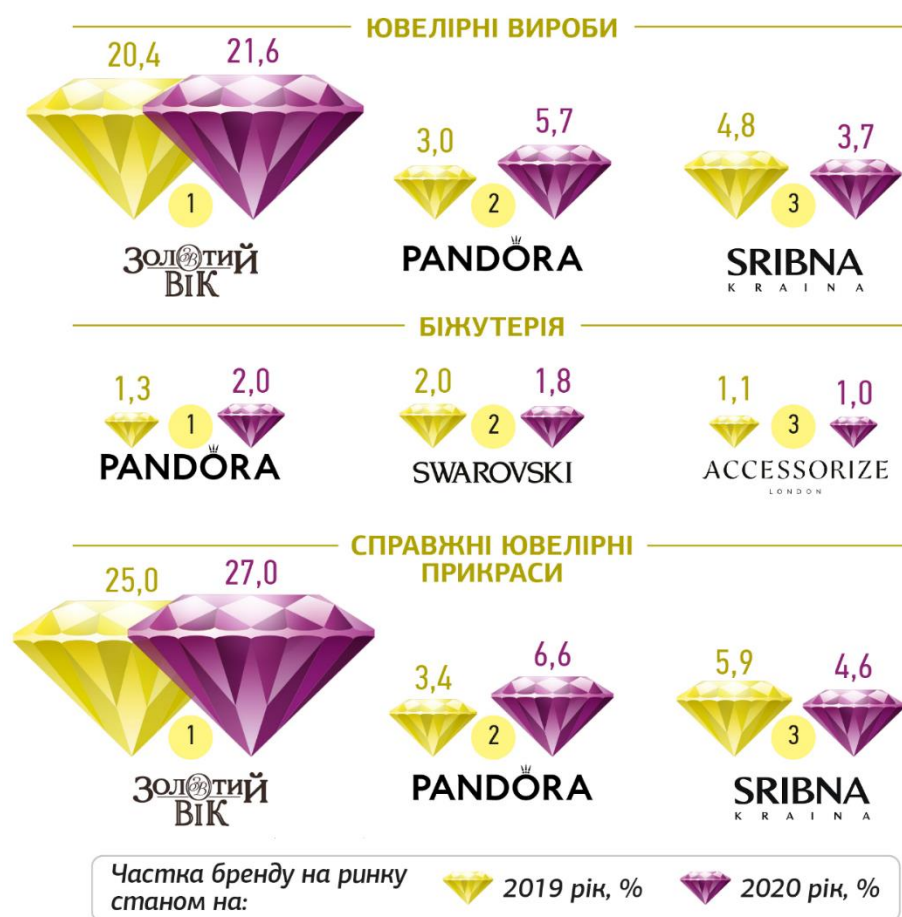 ЮВЕЛІРНІ ВИРОБИ
20,4 21,6
3,0 5,7
4,8 3,7
1 2 3
ЗОЛОТИЙ
ВІК
PANDÖRA
SRIBNA
KRAINA
БІЖУТЕРІЯ
1,3 2,0
2,0 1,8
1,1 1,0
1 2 3
PANDÖRA
SWAROVSKI
ACCESSORIZE
LONDON
СПРАВЖНІ ЮВЕЛІРНІ
ПРИКРАСИ
25,0 27,0
3,4 6,6
5,9 4,6
1 2 3
ЗОЛОТИЙ
ВІК
PANDÖRA
SRIBNA
KRAINA
Частка бренду на ринку
станом на:
2019 рік, %
2020 рік, %